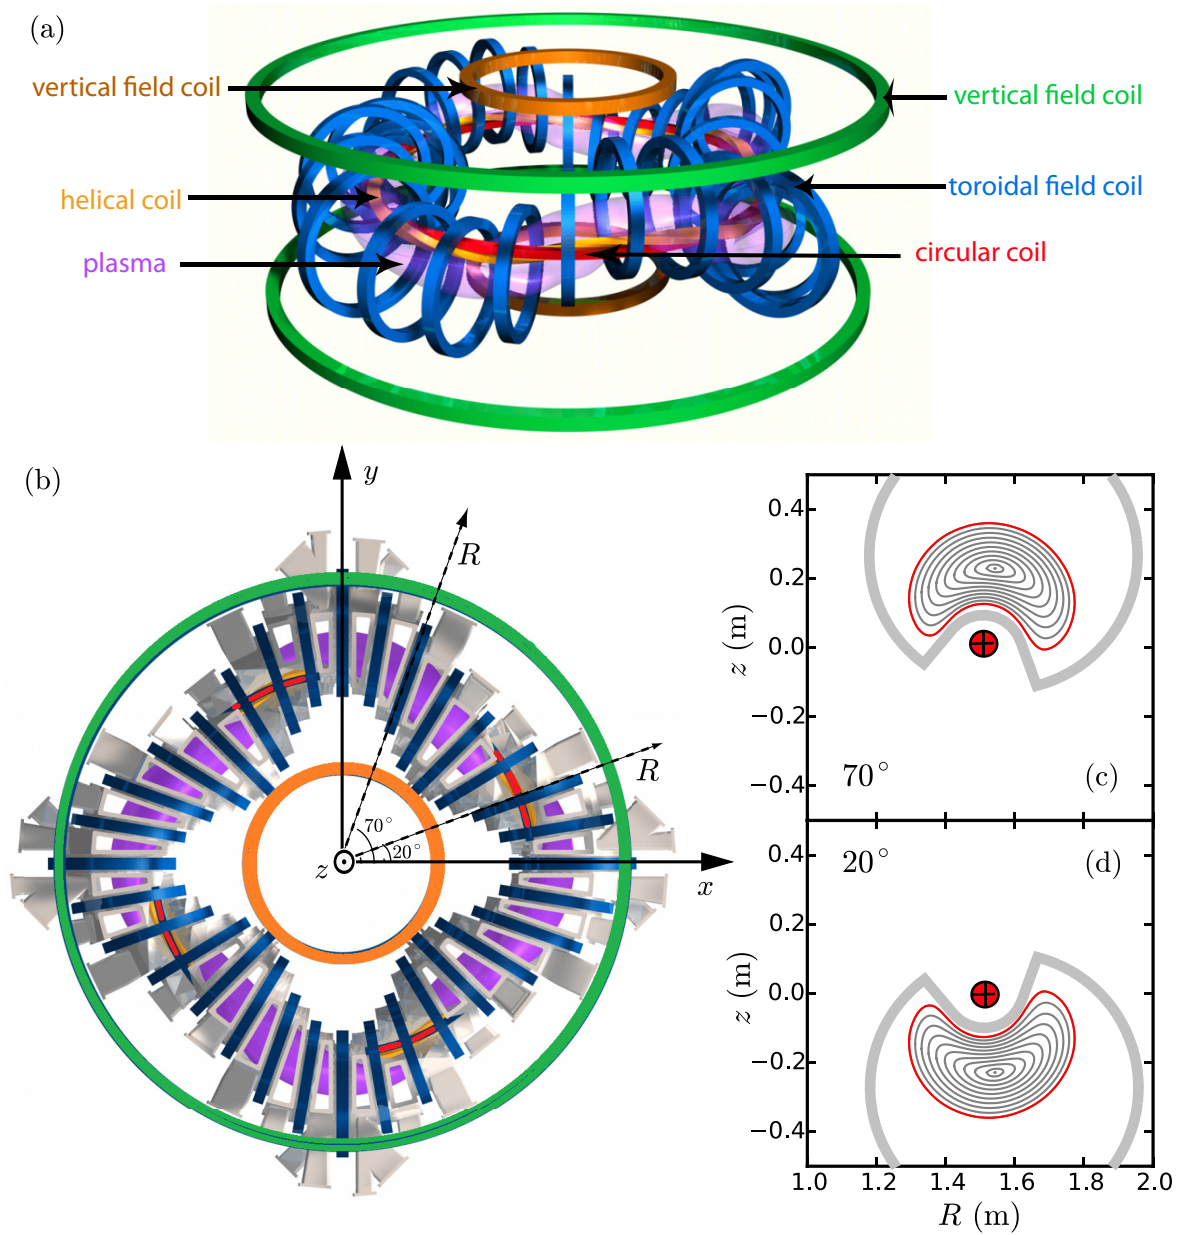 (a)
vertical field coil
vertical field coil
helical coil
toroidal field coil
plasma
circular coil
(b)
y
R
R
70°
20°
z
x
0.4
0.2
0.0
−0.2
−0.4
z (m)
70°
(c)
20°
(d)
0.4
0.2
0.0
−0.2
−0.4
z (m)
1.0 1.2 1.4 1.6 1.8 2.0
R (m)